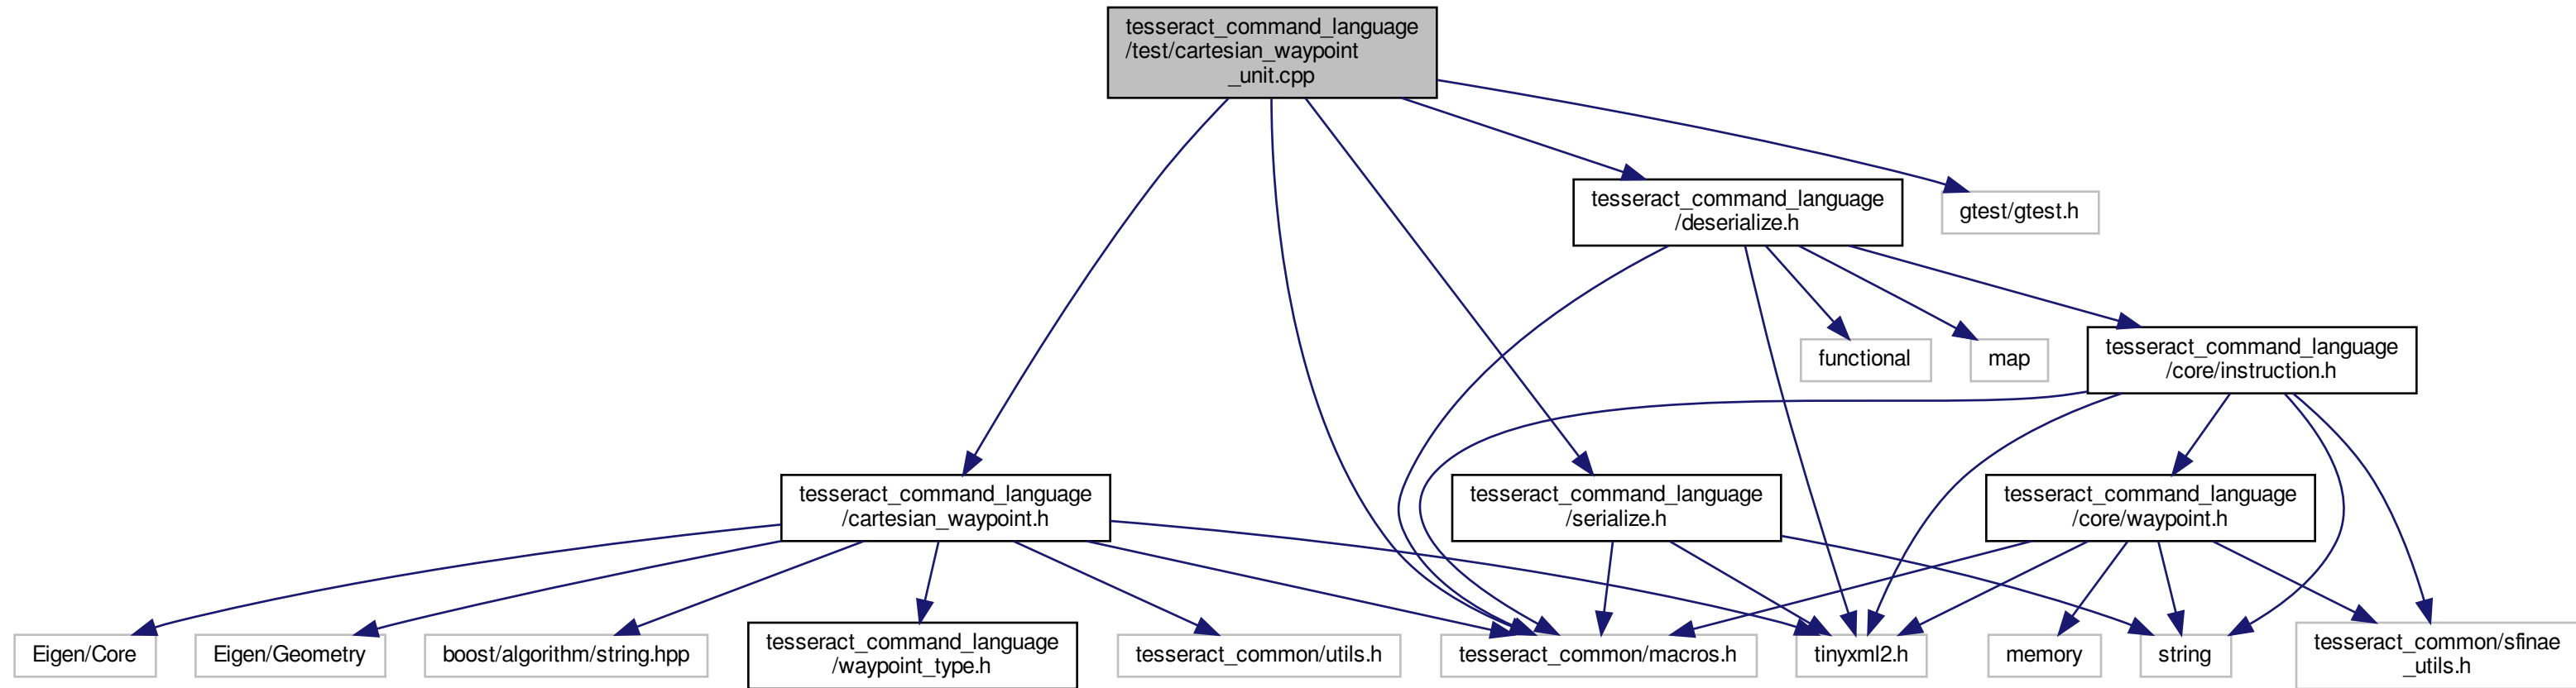 tesseract_command_language
/test/cartesian_waypoint
_unit.cpp
tesseract_command_language
/deserialize.h
gtest/gtest.h
functional
map
tesseract_command_language
/core/instruction.h
tesseract_command_language
/cartesian_waypoint.h
tesseract_command_language
/serialize.h
tesseract_command_language
/core/waypoint.h
Eigen/Core
Eigen/Geometry
boost/algorithm/string.hpp
tesseract_command_language
/waypoint_type.h
tesseract_common/utils.h
tesseract_common/macros.h
tinyxml2.h
memory
string
tesseract_common/sfinae
_utils.h